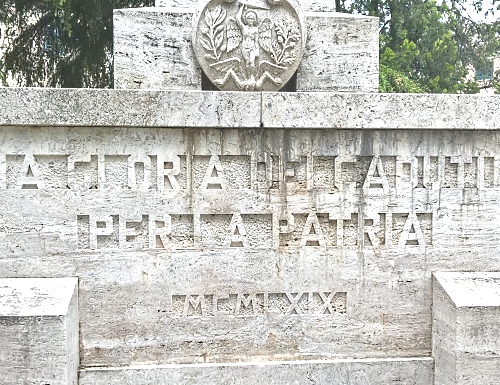 A GLORIA DEI CADUTI
PER LA PATRIA
MCMLXIX